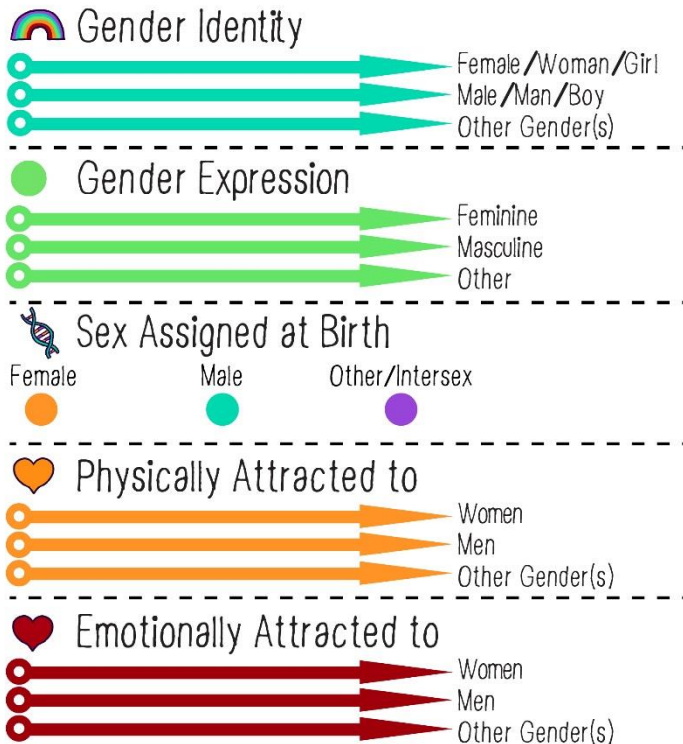 Gender Identity
Female/Woman/Girl
Male/Man/Boy
Other Gender(s)
Gender Expression
Feminine
Masculine
Other
Sex Assigned at Birth
Female Male Other/Intersex
Physically Attracted to
Women
Men
Other Gender(s)
Emotionally Attracted to
Women
Men
Other Gender(s)